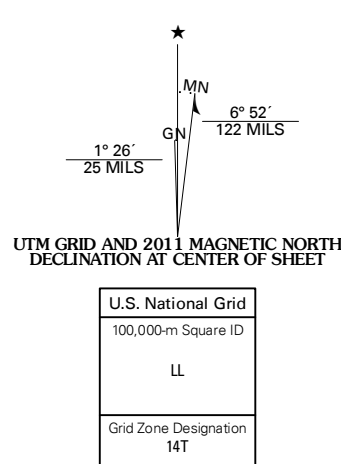 ★
MN
GN
6° 52´
122 MILS
1° 26´
25 MILS
UTM GRID AND 2011 MAGNETIC NORTH
DECLINATION AT CENTER OF SHEET
U.S. National Grid
100,000-m Square ID
LL
Grid Zone Designation
14T